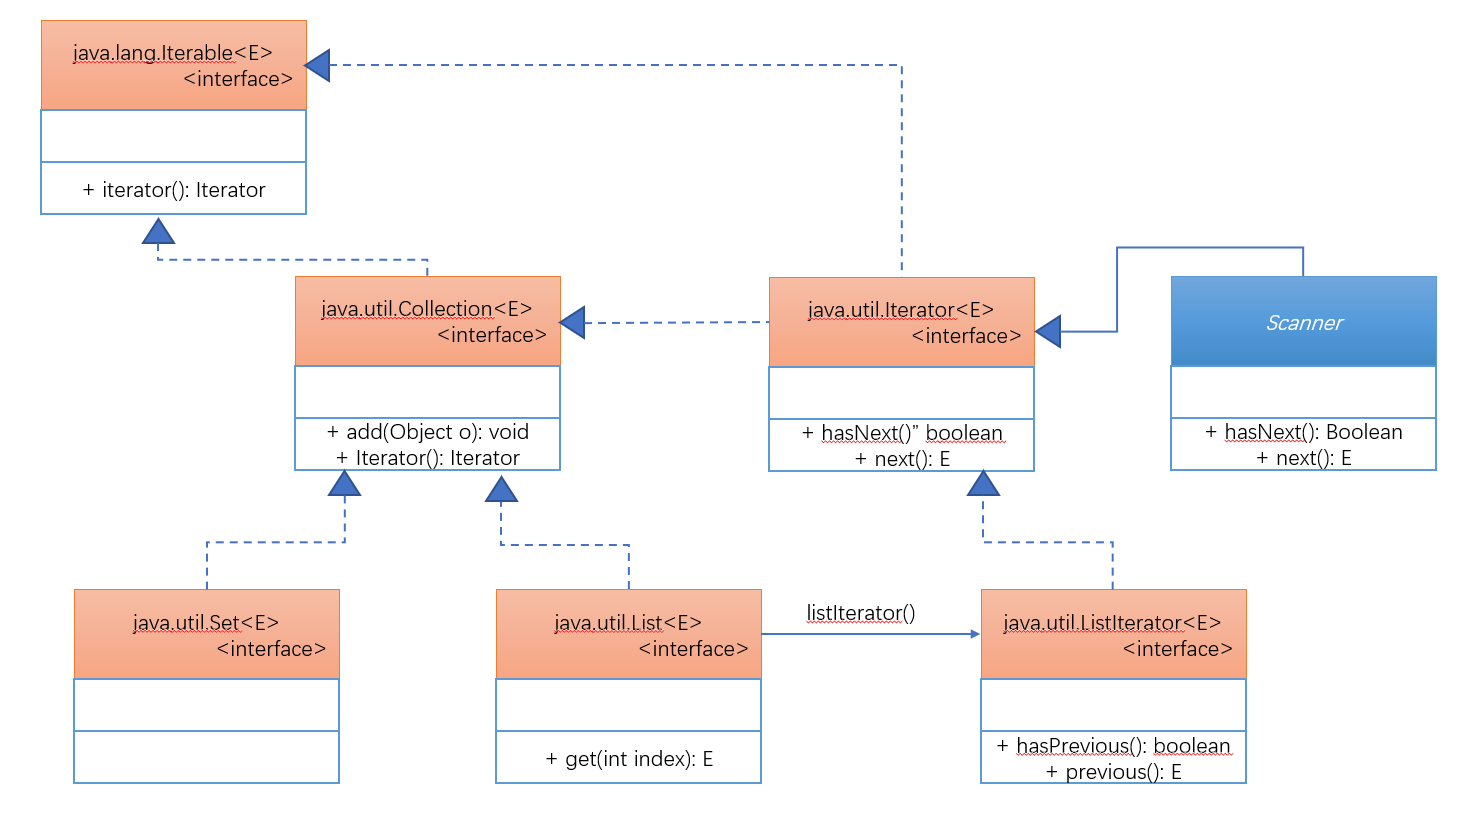 java.lang.Iterable<E>
<interface>
+ iterator(): Iterator
java.util.Collection<E>
<interface>
+ add(Object o): void
+ Iterator(): Iterator
java.util.Iterator<E>
<interface>
+ hasNext()” boolean
+ next(): E
Scanner
+ hasNext(): Boolean
+ next(): E
java.util.Set<E>
<interface>
java.util.List<E>
<interface>
+ get(int index): E
listIterator()
java.util.ListIterator<E>
<interface>
+ hasPrevious(): boolean
+ previous(): E